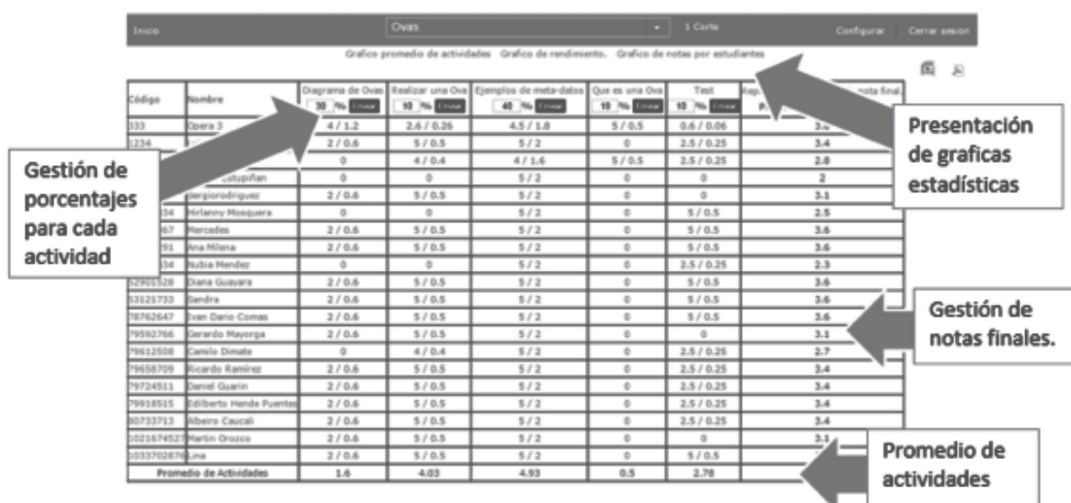 Inicio Ovas 1 Corte Configurar Cerrar sesion
Grafico promedio de actividades Grafico de rendimiento. Grafico de notas por estudiantes
Código Nombre Diagrama de Ovas Realizar una Ova Ejemplos de meta-datos Que es una Ova Test nota final.
30 % Enviar 10 % Enviar 40 % Enviar 10 % Enviar 10 % Enviar
333 Opera 3 4 / 1.2 2.6 / 0.26 4.5 / 1.8 5 / 0.5 0.6 / 0.06
1234 2 / 0.6 5 / 0.5 5 / 2 0 2.5 / 0.25 3.4
0 4 / 0.4 4 / 1.6 5 / 0.5 2.5 / 0.25 2.8
0 0 5 / 2 0 0 2
sergiorodriguez 2 / 0.6 5 / 0.5 5 / 2 0 0 3.1
Hirlanny Mosquera 0 0 5 / 2 0 5 / 0.5 2.5
Mercedes 2 / 0.6 5 / 0.5 5 / 2 0 5 / 0.5 3.6
Ana Milena 2 / 0.6 5 / 0.5 5 / 2 0 5 / 0.5 3.6
Nubia Mendez 0 0 5 / 2 0 2.5 / 0.25 2.3
52901528 Diana Guayara 2 / 0.6 5 / 0.5 5 / 2 0 5 / 0.5 3.6
53121733 Sandra 2 / 0.6 5 / 0.5 5 / 2 0 5 / 0.5 3.6
78762647 Ivan Dario Comas 2 / 0.6 5 / 0.5 5 / 2 0 5 / 0.5 3.6
79592766 Gerardo Mayorga 2 / 0.6 5 / 0.5 5 / 2 0 0 3.1
79612508 Camilo Dimate 0 4 / 0.4 5 / 2 0 2.5 / 0.25 2.7
79658709 Ricardo Ramirez 2 / 0.6 5 / 0.5 5 / 2 0 2.5 / 0.25 3.4
79724511 Daniel Guarin 2 / 0.6 5 / 0.5 5 / 2 0 2.5 / 0.25 3.4
79918515 Edilberto Hende Puentes 2 / 0.6 5 / 0.5 5 / 2 0 2.5 / 0.25 3.4
80733713 Albeiro Caucali 2 / 0.6 5 / 0.5 5 / 2 0 2.5 / 0.25 3.4
1021674527 Martin Orozco 2 / 0.6 5 / 0.5 5 / 2 0 0 3.1
1033702876 Lina 2 / 0.6 5 / 0.5 5 / 2 0 5 / 0.5
Promedio de Actividades 1.6 4.03 4.93 0.5 2.78
Gestión de
porcentajes
para cada
actividad
Presentación
de graficas
estadísticas
Gestión de
notas finales.
Promedio de
actividades